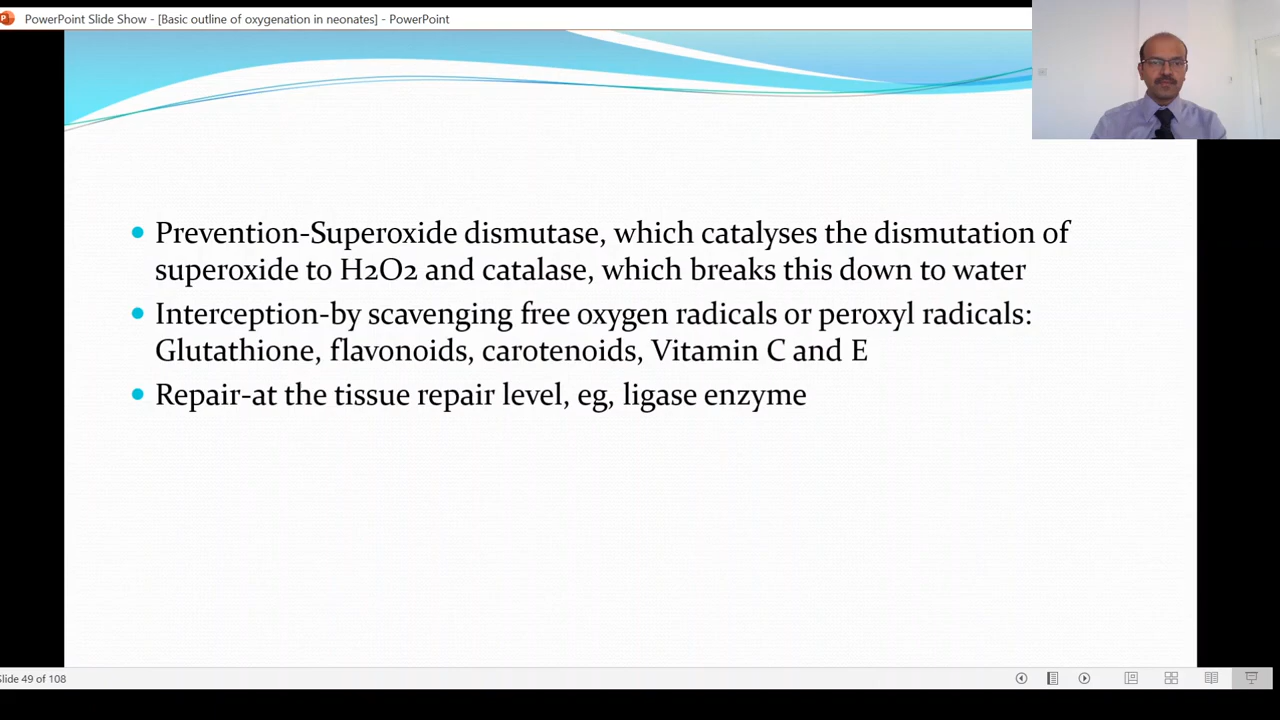 PowerPoint Slide Show - [Basic outline of oxygenation in neonates] - PowerPoint
Prevention-Superoxide dismutase, which catalyses the dismutation of
superoxide to H2O2 and catalase, which breaks this down to water
Interception-by scavenging free oxygen radicals or peroxyl radicals:
Glutathione, flavonoids, carotenoids, Vitamin C and E
Repair-at the tissue repair level, eg, ligase enzyme
Slide 49 of 108